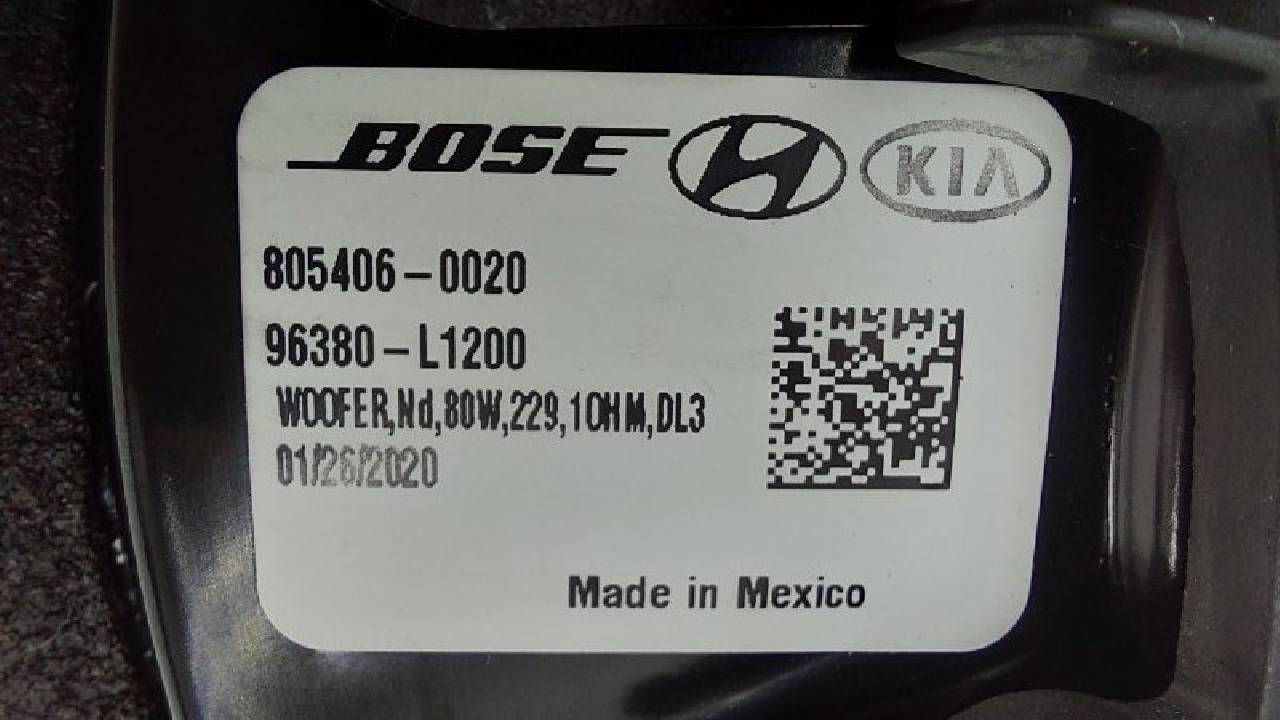 BOSE KIA
805406-0020
96380-L1200
WOOFER,Nd,80W,229,1OHM,DL3
01/26/2020
Made in Mexico